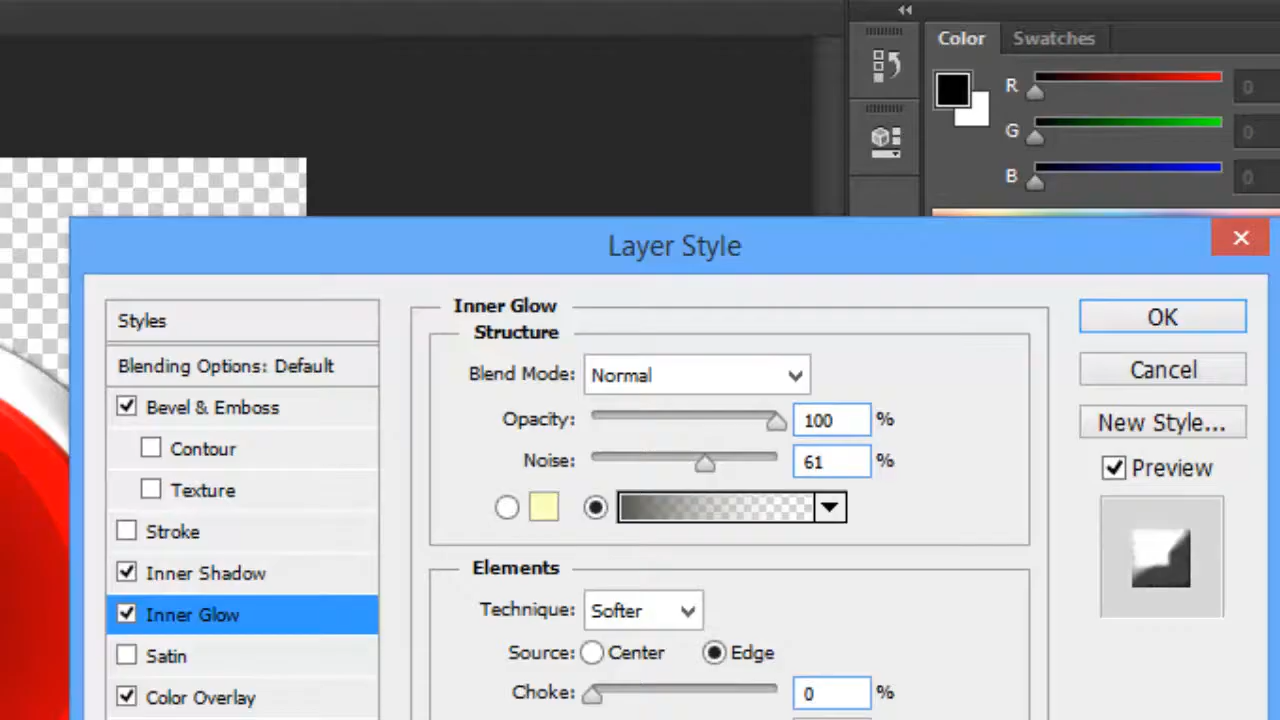 Color Swatches
R 0
G 0
B 0
Layer Style
Styles
Blending Options: Default
Bevel & Emboss
Contour
Texture
Stroke
Inner Shadow
Inner Glow
Satin
Color Overlay
Inner Glow
Structure
Blend Mode: Normal
Opacity: 100 %
Noise: 61 %
Elements
Technique: Softer
Source: Center Edge
Choke: 0 %
OK
Cancel
New Style...
Preview